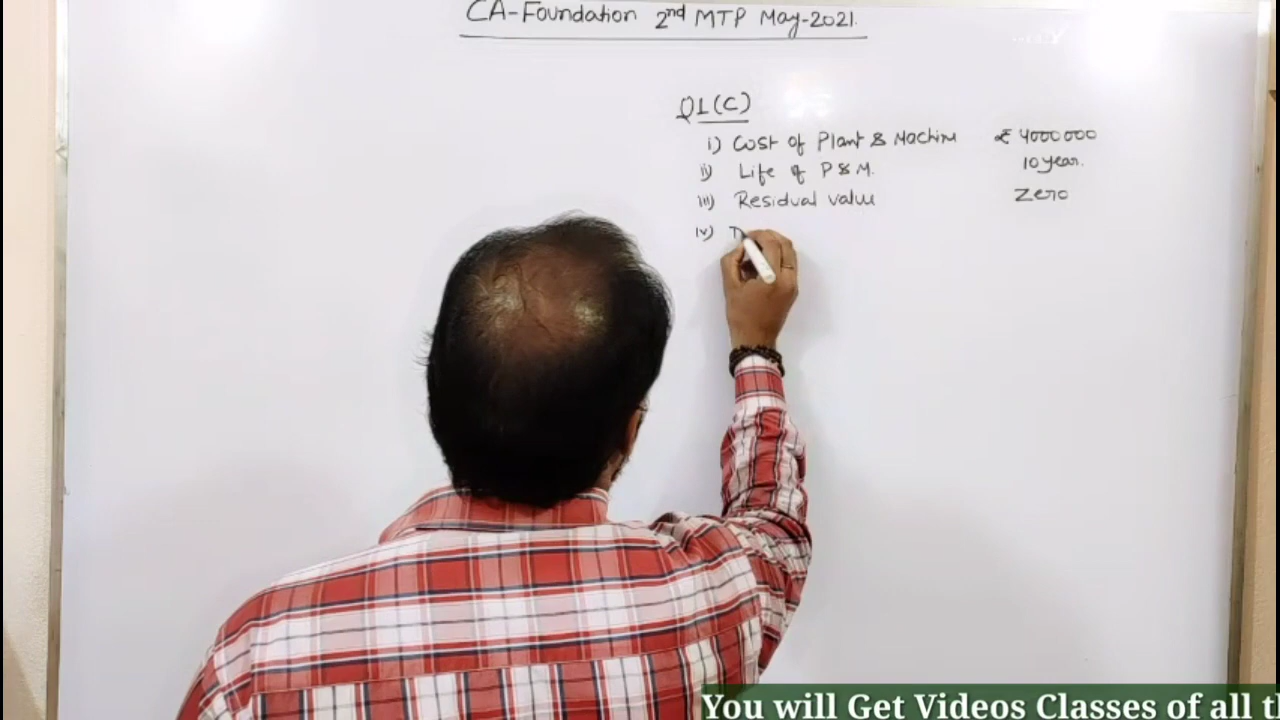 CA-Foundation 2nd MTP May-2021.
Q1(C)
i) Cost of Plant & Machine ₹ 4000000
ii) Life of P & M. 10 year.
iii) Residual value Zero
iv)
You will Get Videos Classes of all t